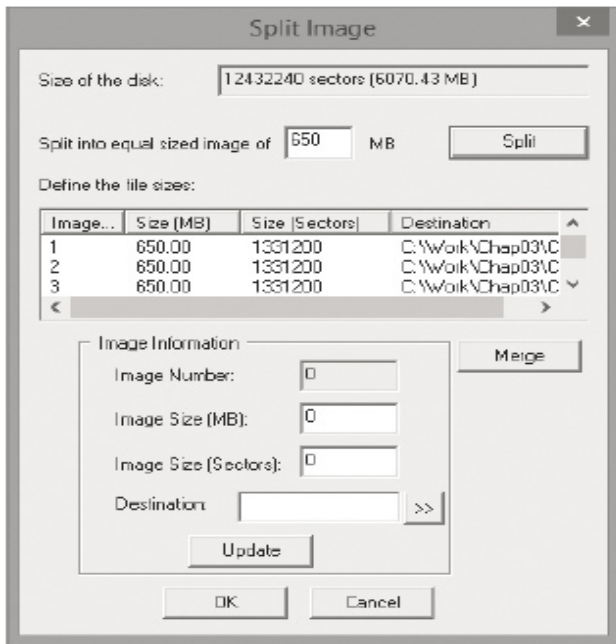 Split Image
×
Size of the disk: 12432240 sectors (6070.43 MB)
Split into equal sized image of 650 MB Split
Define the file sizes:
Image... Size (MB) Size (Sectors) Destination
1 650.00 1331200 C:\Work\Chap03\C
2 650.00 1331200 C:\Work\Chap03\C
3 650.00 1331200 C:\Work\Chap03\C
Image Information
Merge
Image Number: 0
Image Size (MB): 0
Image Size (Sectors): 0
Destination: >>
Update
OK Cancel